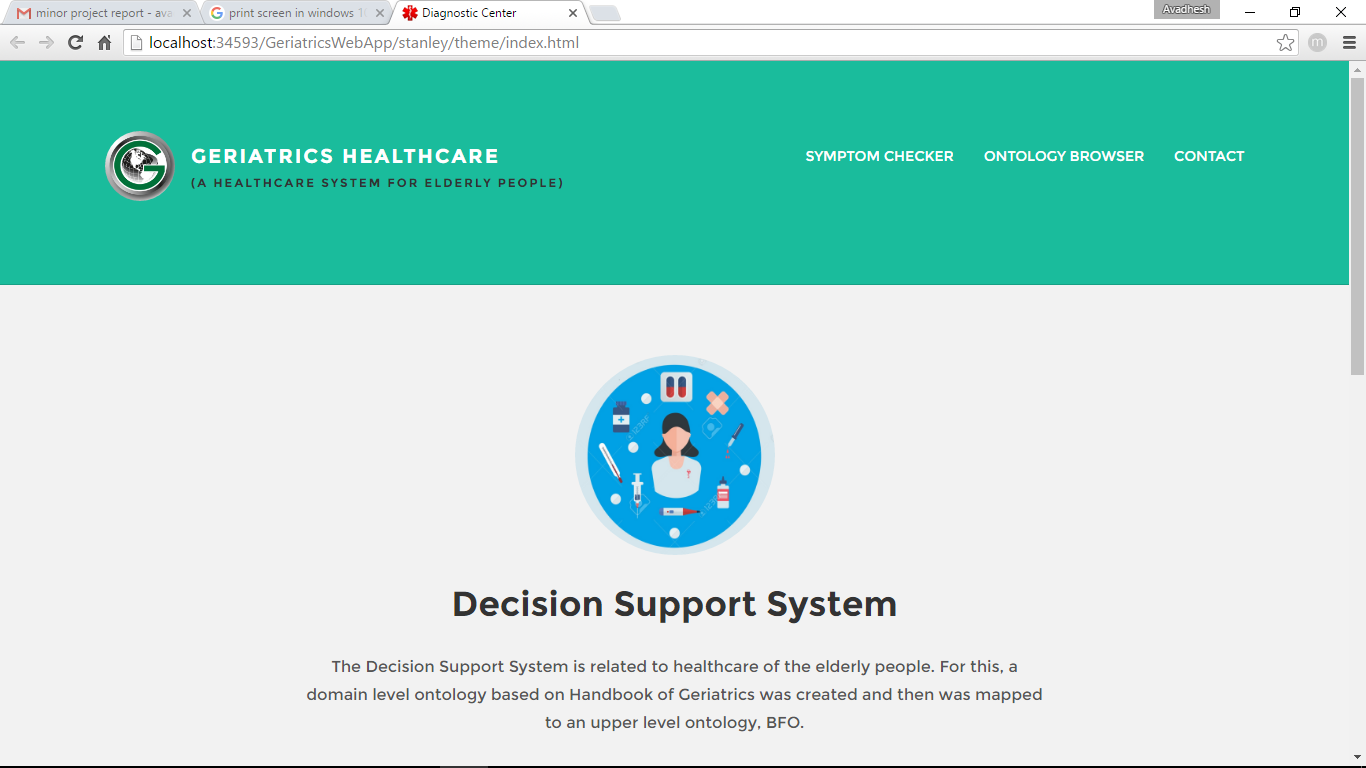 minor project report - ava
print screen in windows 1
Diagnostic Center
Avadhesh
localhost:34593/GeriatricsWebApp/stanley/theme/index.html
m
G
GERIATRICS HEALTHCARE
(A HEALTHCARE SYSTEM FOR ELDERLY PEOPLE)
SYMPTOM CHECKER
ONTOLOGY BROWSER
CONTACT
Decision Support System
The Decision Support System is related to healthcare of the elderly people. For this, a
domain level ontology based on Handbook of Geriatrics was created and then was mapped
to an upper level ontology, BFO.